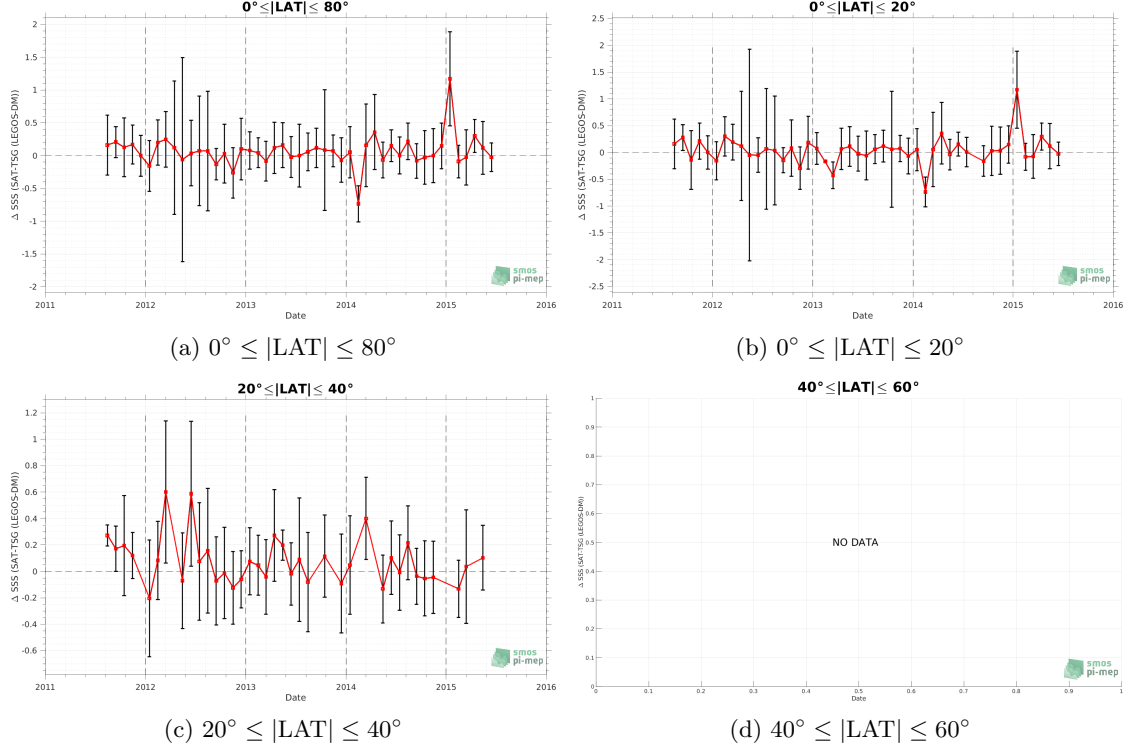 0°≤|LAT|≤ 80°
Δ SSS (SAT-TSG (LEGOS-DM))
2
1.5
1
0.5
0
-0.5
-1
-1.5
-2
2011 2012 2013 2014 2015 2016
Date
smos
pi-mep
(a) 0° ≤ |LAT| ≤ 80°
0°≤|LAT|≤ 20°
Δ SSS (SAT-TSG (LEGOS-DM))
2.5
2
1.5
1
0.5
0
-0.5
-1
-1.5
-2
-2.5
2011 2012 2013 2014 2015 2016
Date
smos
pi-mep
(b) 0° ≤ |LAT| ≤ 20°
20°≤|LAT|≤ 40°
Δ SSS (SAT-TSG (LEGOS-DM))
1.2
1
0.8
0.6
0.4
0.2
0
-0.2
-0.4
-0.6
2011 2012 2013 2014 2015 2016
Date
smos
pi-mep
(c) 20° ≤ |LAT| ≤ 40°
40°≤|LAT|≤ 60°
Δ SSS (SAT-TSG (LEGOS-DM))
1
0.9
0.8
0.7
0.6
0.5
0.4
0.3
0.2
0.1
0
NO DATA
0 0.1 0.2 0.3 0.4 0.5 0.6 0.7 0.8 0.9 1
Date
smos
pi-mep
(d) 40° ≤ |LAT| ≤ 60°